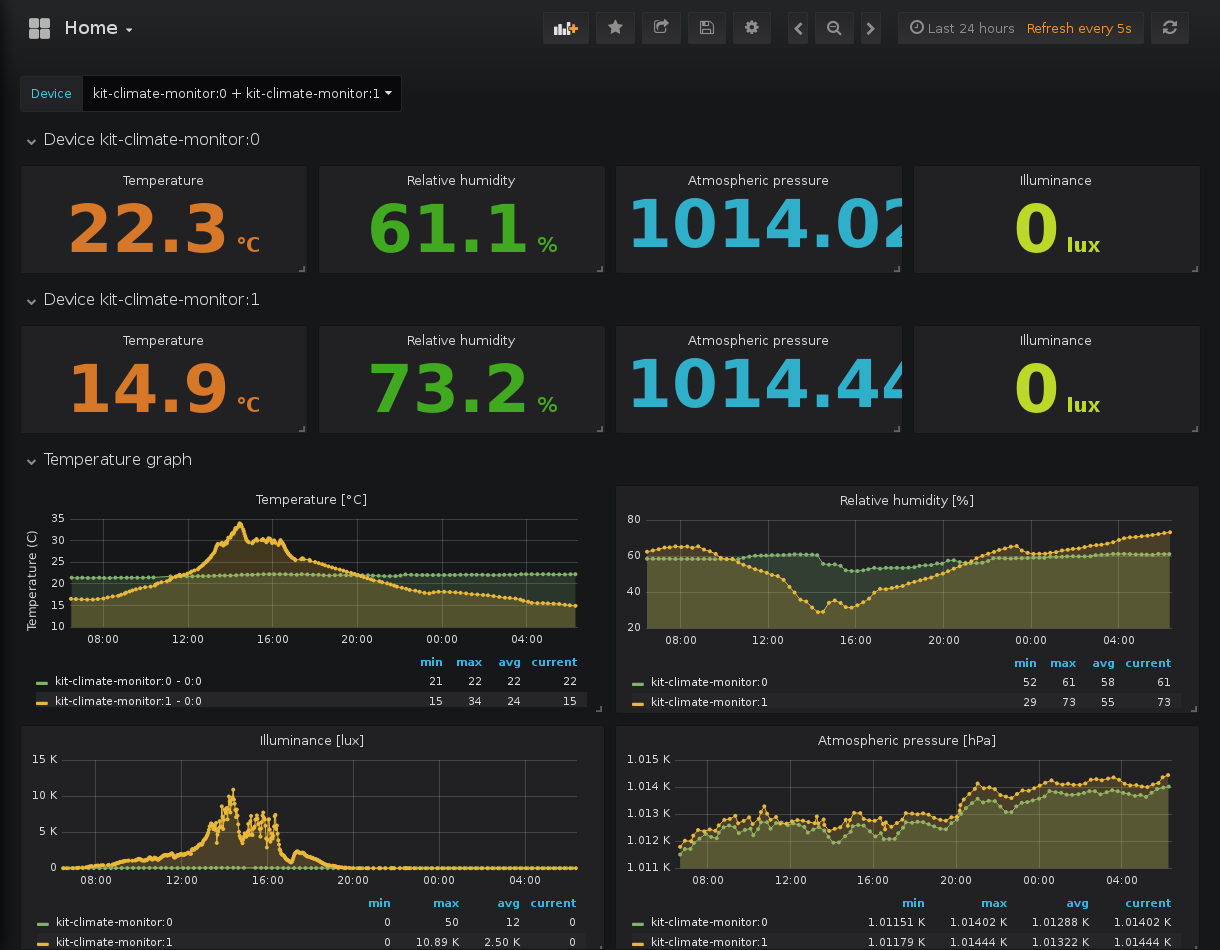 Home
Last 24 hours Refresh every 5s
Device kit-climate-monitor:0 + kit-climate-monitor:1
Device kit-climate-monitor:0
Temperature Relative humidity Atmospheric pressure Illuminance
22.3 °C 61.1 % 1014.02 0 lux
Device kit-climate-monitor:1
Temperature Relative humidity Atmospheric pressure Illuminance
14.9 °C 73.2 % 1014.44 0 lux
Temperature graph
Temperature [°C]
Temperature (C)
35
30
25
20
15
10
08:00 12:00 16:00 20:00 00:00 04:00
min max avg current
kit-climate-monitor:0 - 0:0 21 22 22 22
kit-climate-monitor:1 - 0:0 15 34 24 15
Relative humidity [%]
80
60
40
20
08:00 12:00 16:00 20:00 00:00 04:00
min max avg current
kit-climate-monitor:0 52 61 58 61
kit-climate-monitor:1 29 73 55 73
Illuminance [lux]
15 K
10 K
5 K
0
08:00 12:00 16:00 20:00 00:00 04:00
min max avg current
kit-climate-monitor:0 0 50 12 0
kit-climate-monitor:1 0 10.89 K 2.50 K 0
Atmospheric pressure [hPa]
1.015 K
1.014 K
1.013 K
1.012 K
1.011 K
08:00 12:00 16:00 20:00 00:00 04:00
min max avg current
kit-climate-monitor:0 1.01151 K 1.01402 K 1.01288 K 1.01402 K
kit-climate-monitor:1 1.01179 K 1.01444 K 1.01322 K 1.01444 K